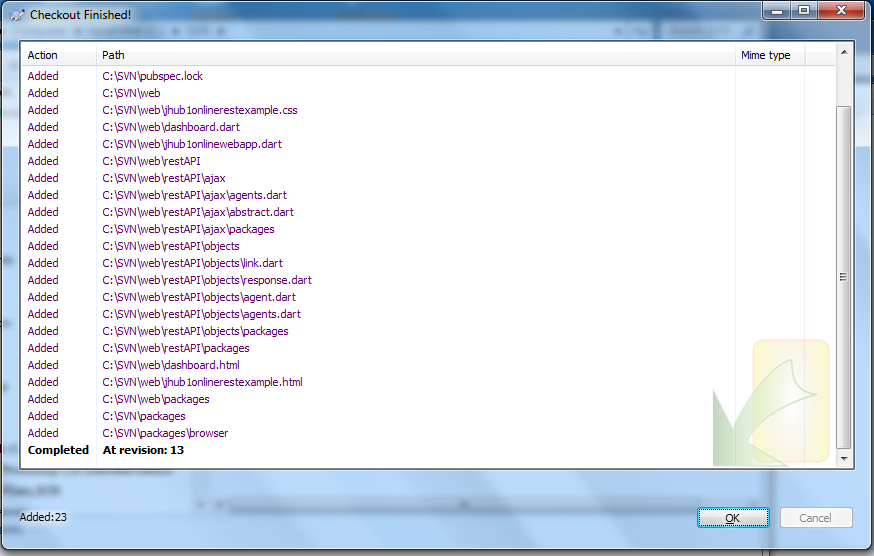 Checkout Finished!
Action Path Mime type
Added C:\SVN\pubspec.lock
Added C:\SVN\web
Added C:\SVN\web\jhub1onlinerestexample.css
Added C:\SVN\web\dashboard.dart
Added C:\SVN\web\jhub1onlinewebapp.dart
Added C:\SVN\web\restAPI
Added C:\SVN\web\restAPI\ajax
Added C:\SVN\web\restAPI\ajax\agents.dart
Added C:\SVN\web\restAPI\ajax\abstract.dart
Added C:\SVN\web\restAPI\ajax\packages
Added C:\SVN\web\restAPI\objects
Added C:\SVN\web\restAPI\objects\link.dart
Added C:\SVN\web\restAPI\objects\response.dart
Added C:\SVN\web\restAPI\objects\agent.dart
Added C:\SVN\web\restAPI\objects\agents.dart
Added C:\SVN\web\restAPI\objects\packages
Added C:\SVN\web\restAPI\packages
Added C:\SVN\web\dashboard.html
Added C:\SVN\web\jhub1onlinerestexample.html
Added C:\SVN\web\packages
Added C:\SVN\packages
Added C:\SVN\packages\browser
Completed At revision: 13
Added:23
OK Cancel